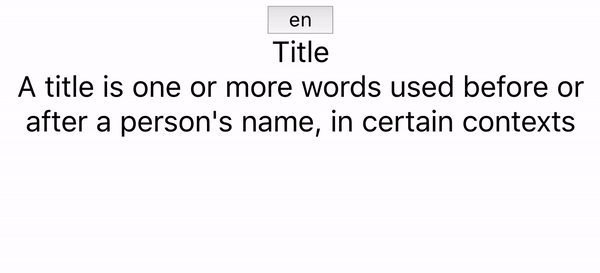 en
Title
A title is one or more words used before or
after a person's name, in certain contexts